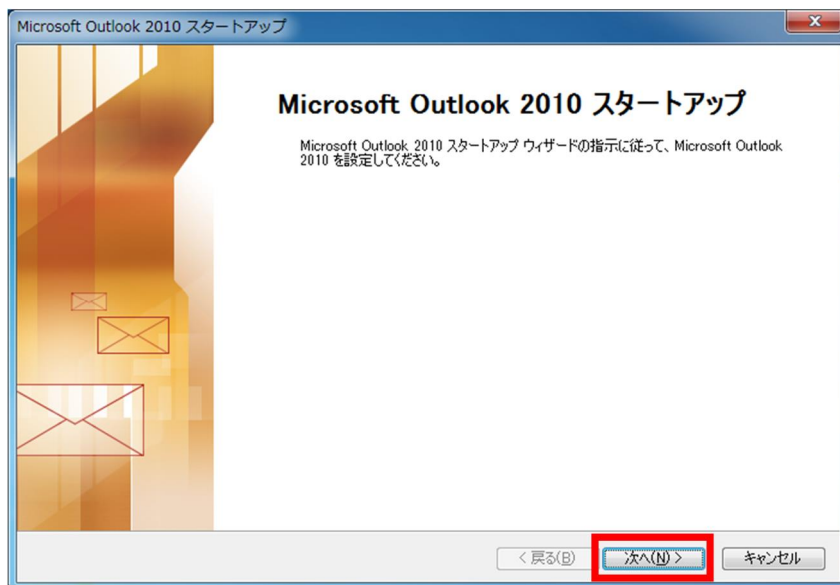 Microsoft Outlook 2010 スタートアップ
Microsoft Outlook 2010 スタートアップ
Microsoft Outlook 2010 スタートアップ ウィザードの指示に従って、Microsoft Outlook
2010 を設定してください。
< 戻る(B)
次へ(N) >
キャンセル